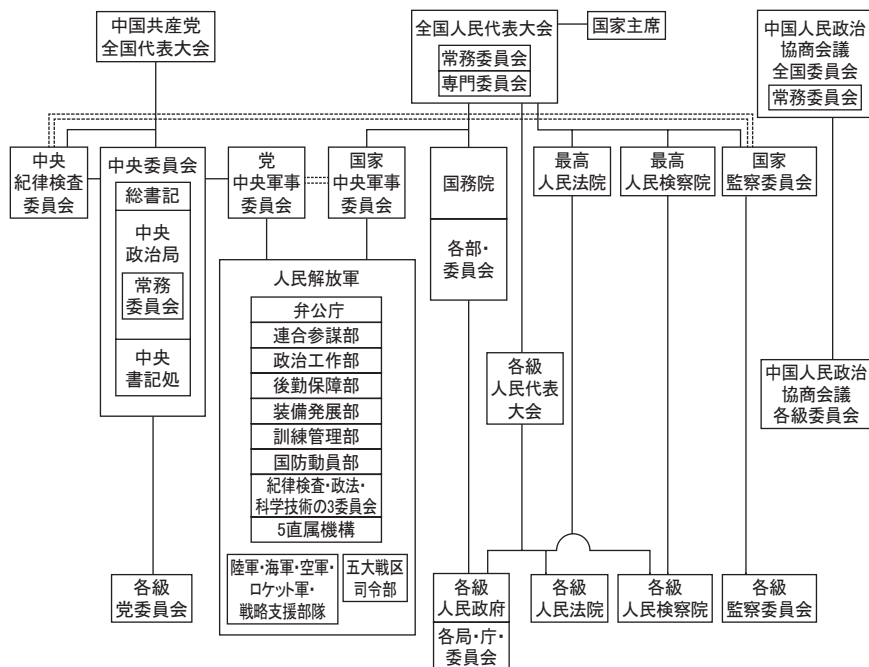 中国共産党
全国代表大会
全国人民代表大会
常務委員会
専門委員会
国家主席
中国人民政治
協商会議
全国委員会
常務委員会
中央
紀律検査
委員会
中央委員会
総書記
中央
政治局
常務
委員会
中央
書記処
党
中央軍事
委員会
国家
中央軍事
委員会
国務院
各部・
委員会
最高
人民法院
最高
人民検察院
国家
監察委員会
人民解放軍
弁公庁
連合参謀部
政治工作部
後勤保障部
装備発展部
訓練管理部
国防動員部
紀律検査・政法・
科学技術の3委員会
5直属機構
陸軍・海軍・空軍・
ロケット軍・
戦略支援部隊
五大戦区
司令部
各級
人民代表
大会
中国人民政治
協商会議
各級委員会
各級
党委員会
各級
人民政府
各局・庁・
委員会
各級
人民法院
各級
人民検察院
各級
監察委員会